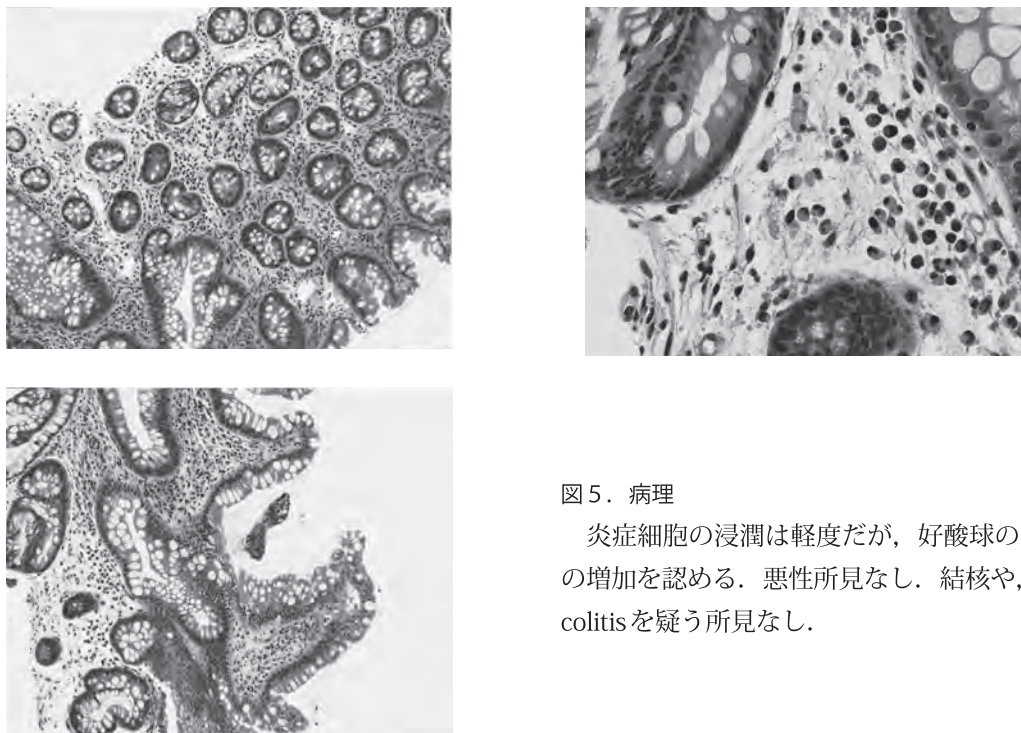 図5．病理
炎症細胞の浸潤は軽度だが，好酸球の
の増加を認める．悪性所見なし．結核や，
colitisを疑う所見なし．